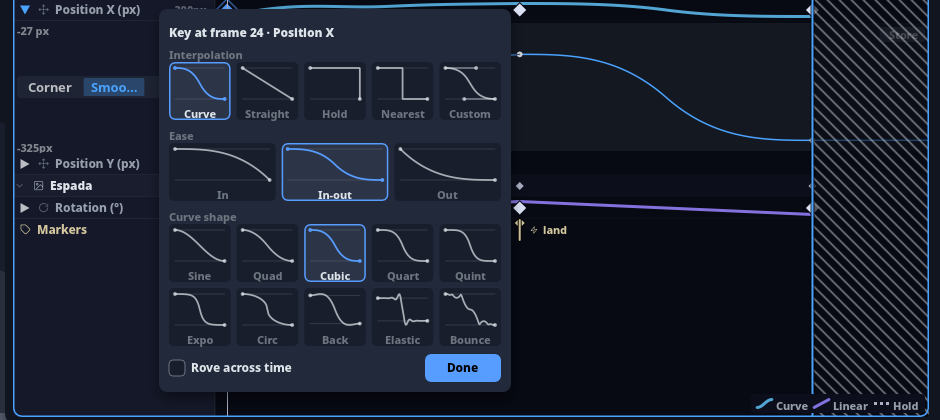 Position X (px)
-27 px
Corner Smoo...
-325px
Position Y (px)
Espada
Rotation (°)
Markers
Key at frame 24 · Position X
Interpolation
Curve Straight Hold Nearest Custom
Ease
In In-out Out
Curve shape
Sine Quad Cubic Quart Quint
Expo Circ Back Elastic Bounce
Rove across time Done
Store
land
Curve Linear Hold